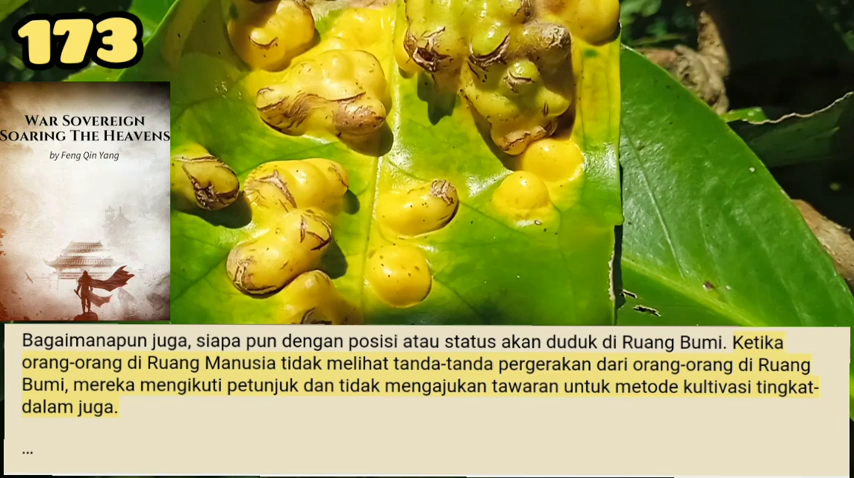 173
WAR SOVEREIGN
SOARING THE HEAVENS
by Feng Qin Yang
Bagaimanapun juga, siapa pun dengan posisi atau status akan duduk di Ruang Bumi. Ketika
orang-orang di Ruang Manusia tidak melihat tanda-tanda pergerakan dari orang-orang di Ruang
Bumi, mereka mengikuti petunjuk dan tidak mengajukan tawaran untuk metode kultivasi tingkat-
dalam juga.
...